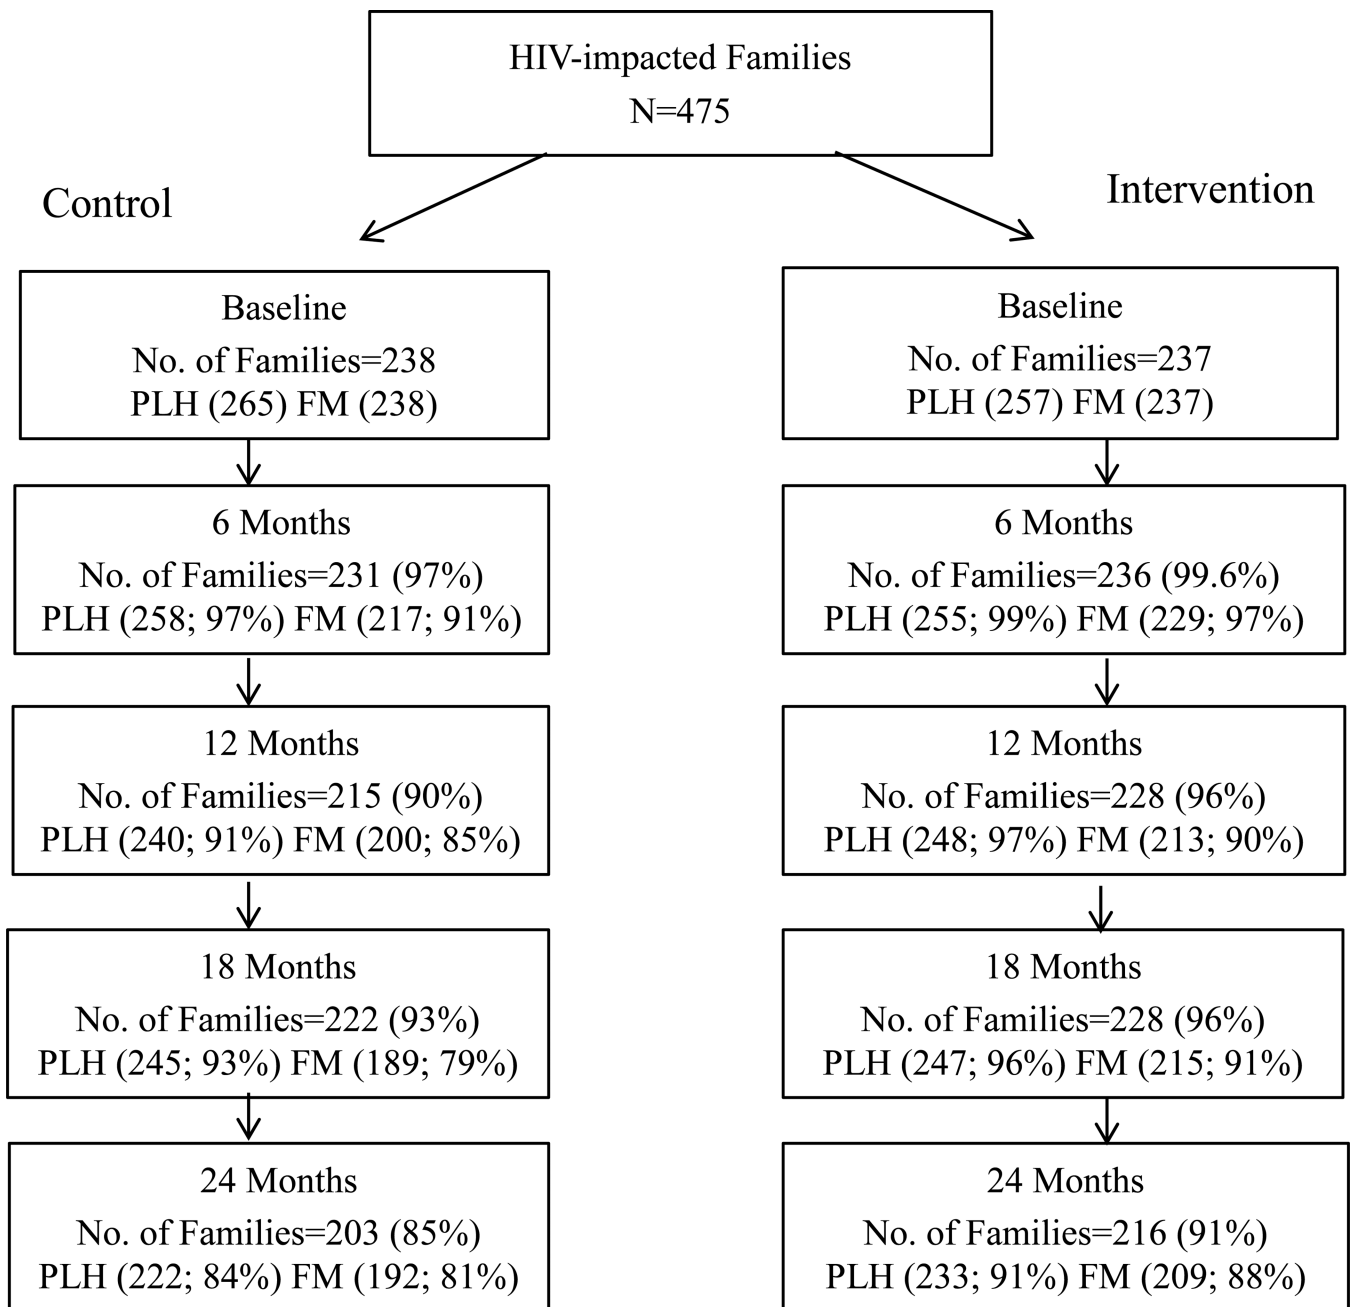 HIV-impacted Families
N=475
Control
Intervention
Baseline
No. of Families=238
PLH (265) FM (238)
Baseline
No. of Families=237
PLH (257) FM (237)
6 Months
No. of Families=231 (97%)
PLH (258; 97%) FM (217; 91%)
6 Months
No. of Families=236 (99.6%)
PLH (255; 99%) FM (229; 97%)
12 Months
No. of Families=215 (90%)
PLH (240; 91%) FM (200; 85%)
12 Months
No. of Families=228 (96%)
PLH (248; 97%) FM (213; 90%)
18 Months
No. of Families=222 (93%)
PLH (245; 93%) FM (189; 79%)
18 Months
No. of Families=228 (96%)
PLH (247; 96%) FM (215; 91%)
24 Months
No. of Families=203 (85%)
PLH (222; 84%) FM (192; 81%)
24 Months
No. of Families=216 (91%)
PLH (233; 91%) FM (209; 88%)